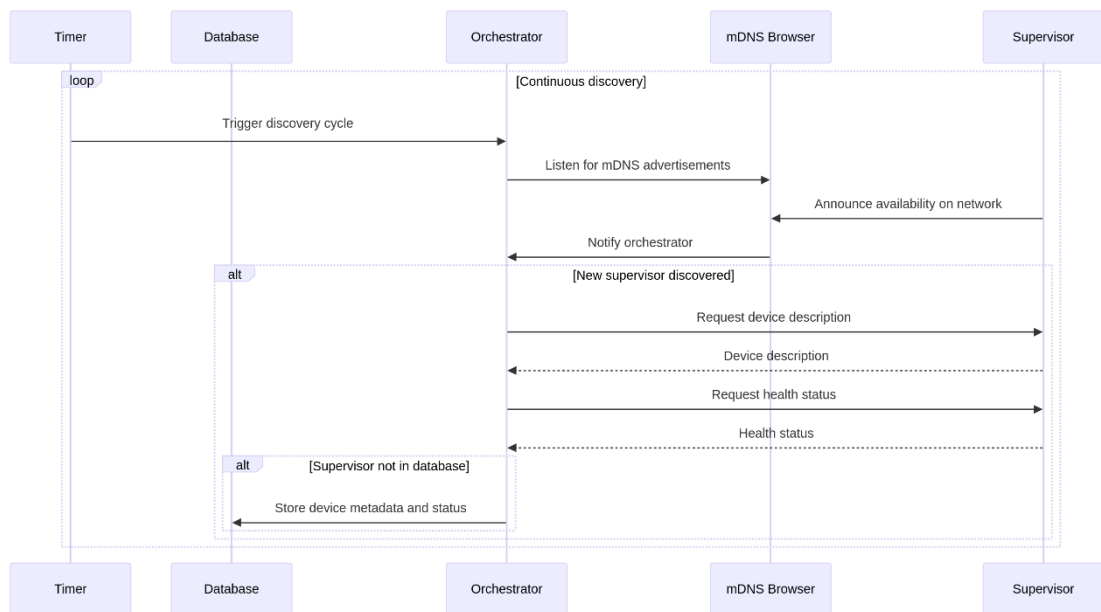 Timer
Database
Orchestrator
mDNS Browser
Supervisor
loop
[Continuous discovery]
Trigger discovery cycle
Listen for mDNS advertisements
Announce availability on network
Notify orchestrator
alt
[New supervisor discovered]
Request device description
Device description
Request health status
Health status
alt
[Supervisor not in database]
Store device metadata and status
Timer
Database
Orchestrator
mDNS Browser
Supervisor